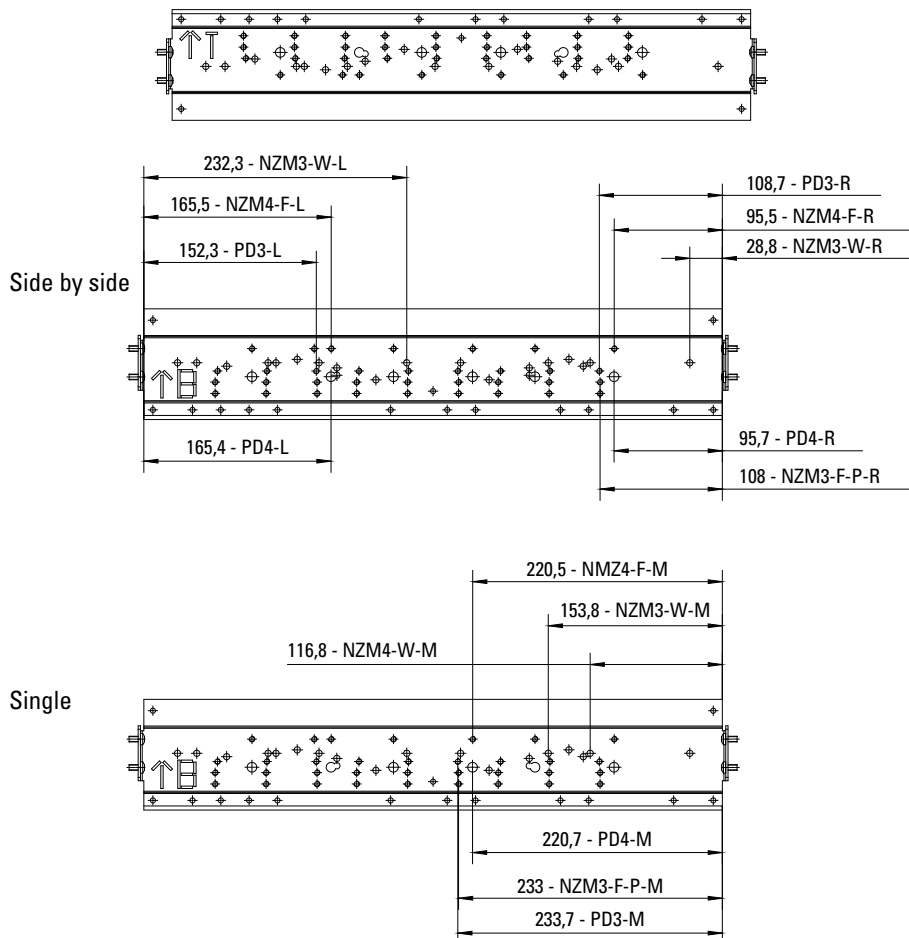 T
232,3 - NZM3-W-L
108,7 - PD3-R
165,5 - NZM4-F-L
95,5 - NZM4-F-R
152,3 - PD3-L
28,8 - NZM3-W-R
Side by side
B
165,4 - PD4-L
95,7 - PD4-R
108 - NZM3-F-P-R
220,5 - NMZ4-F-M
153,8 - NZM3-W-M
116,8 - NZM4-W-M
Single
B
220,7 - PD4-M
233 - NZM3-F-P-M
233,7 - PD3-M